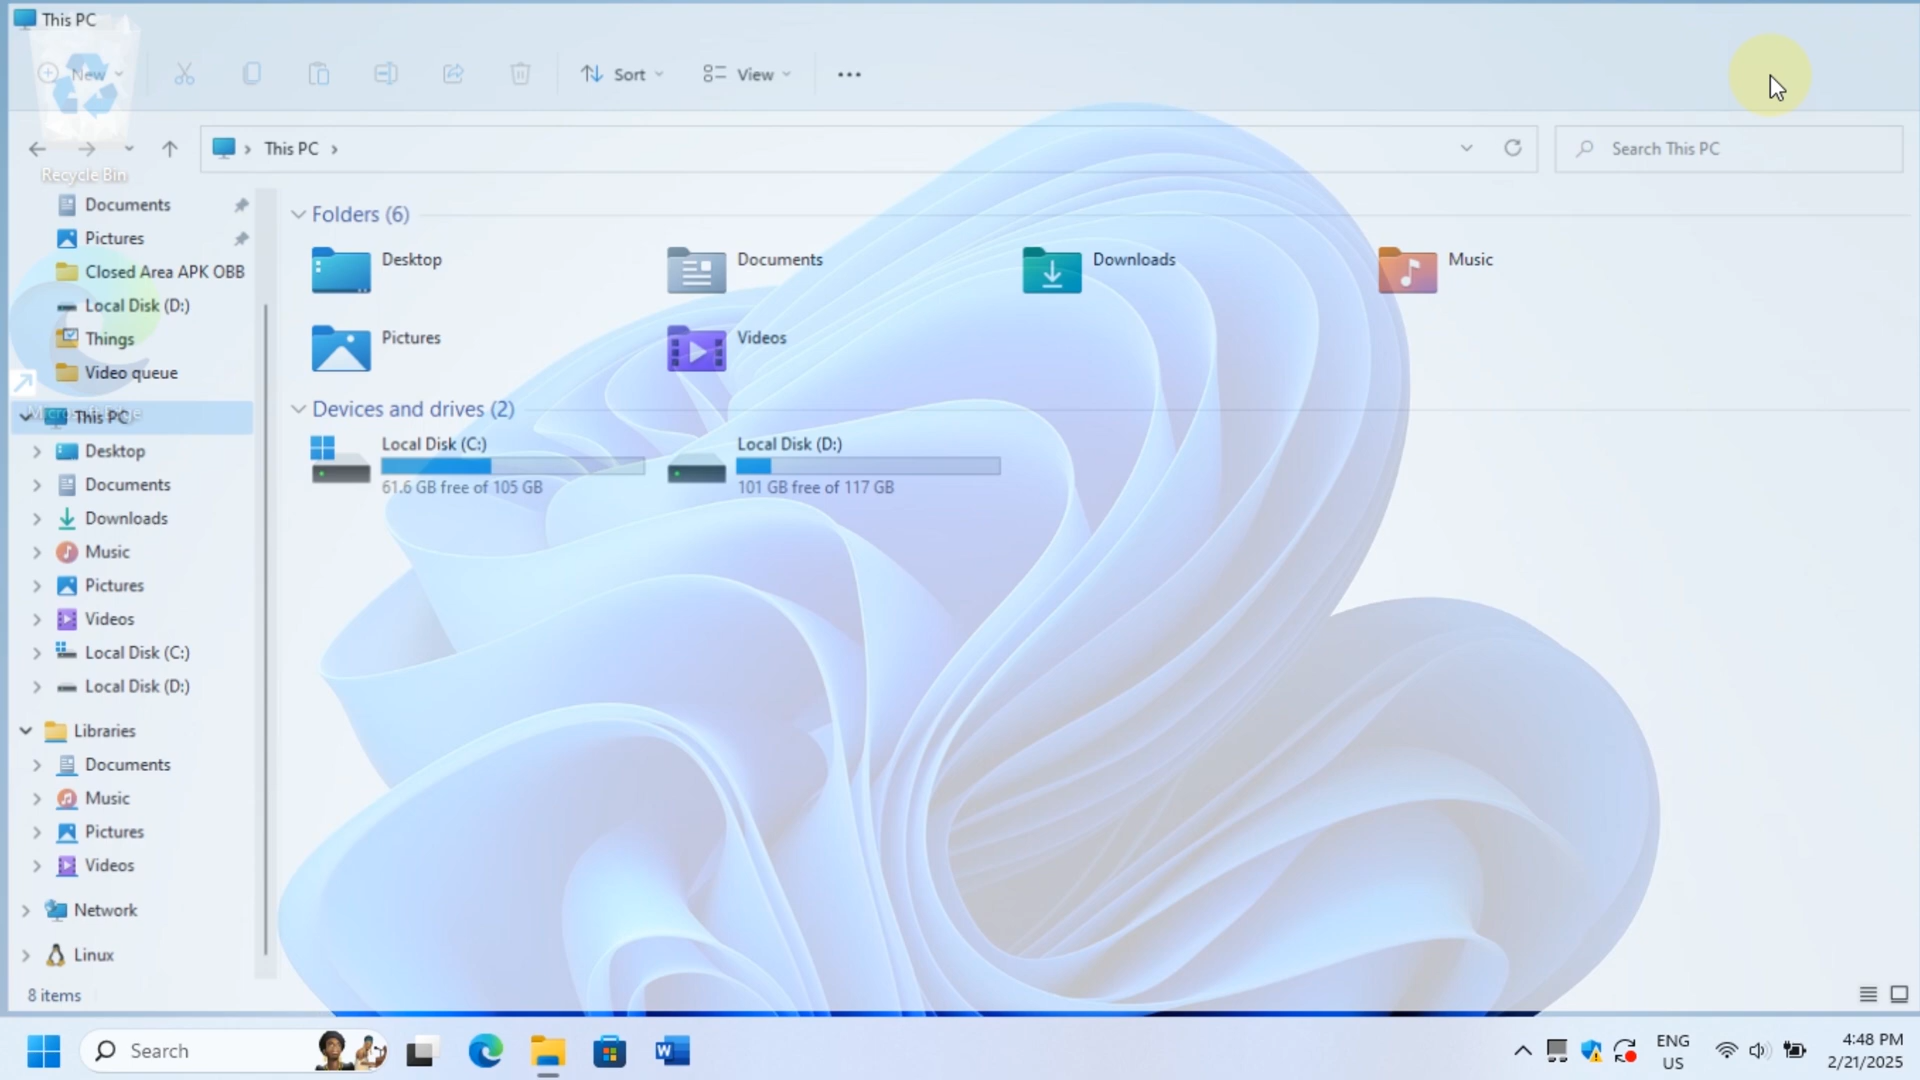 This PC
New
Sort
View
This PC
Search This PC
Recycle Bin
Documents
Pictures
Closed Area APK OBB
Local Disk (D:)
Things
Video queue
Microsoft Edge
This PC
Desktop
Documents
Downloads
Music
Pictures
Videos
Local Disk (C:)
Local Disk (D:)
Libraries
Documents
Music
Pictures
Videos
Network
Linux
8 items
Folders (6)
Desktop
Documents
Downloads
Music
Pictures
Videos
Devices and drives (2)
Local Disk (C:)
61.6 GB free of 105 GB
Local Disk (D:)
101 GB free of 117 GB
Search
W
ENG
US
4:48 PM
2/21/2025